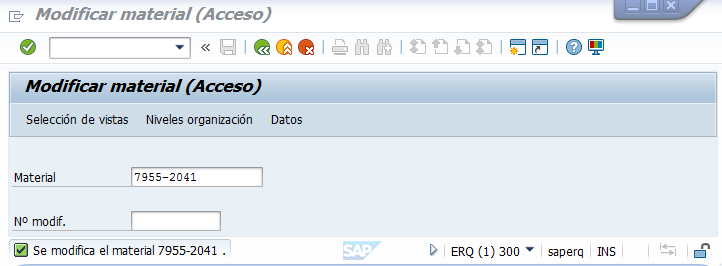 Modificar material (Acceso)
Modificar material (Acceso)
Selección de vistas Niveles organización Datos
Material 7955-2041
Nº modif.
Se modifica el material 7955-2041 . SAP ERQ (1) 300 saperq INS